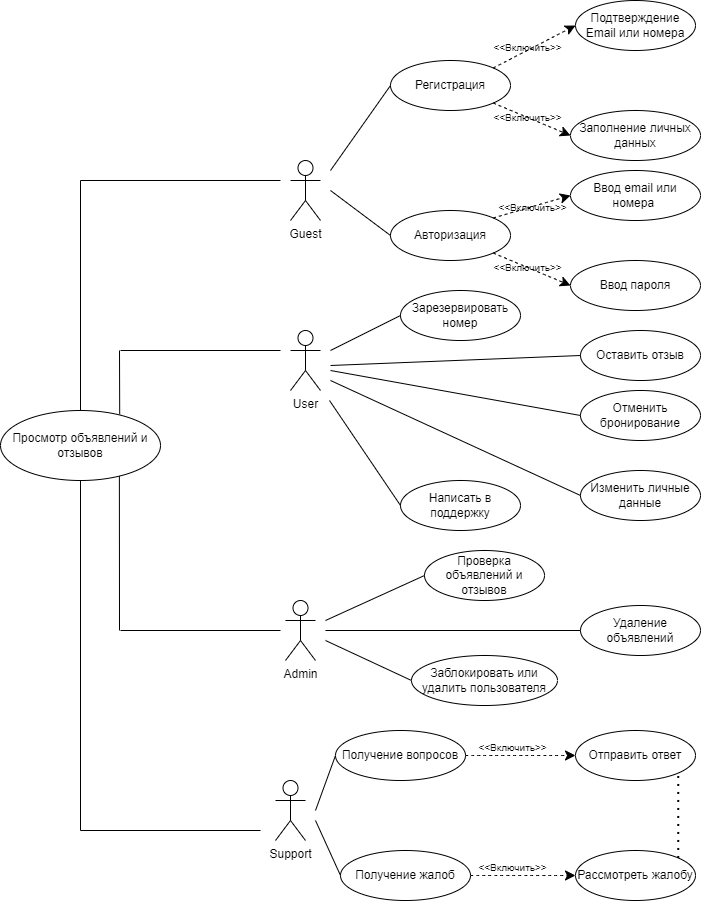 Подтверждение
Email или номера
<<Включить>>
Регистрация
<<Включить>>
Заполнение личных
данных
Ввод email или
номера
<<Включить>>
Guest
Авторизация
<<Включить>>
Ввод пароля
Зарезервировать
номер
Оставить отзыв
User
Отменить
бронирование
Просмотр объявлений и
отзывов
Изменить личные
данные
Написать в
поддержку
Проверка
объявлений и
отзывов
Удаление
объявлений
Admin
Заблокировать или
удалить пользователя
Получение вопросов
<<Включить>>
Отправить ответ
Support
Получение жалоб
<<Включить>>
Рассмотреть жалобу